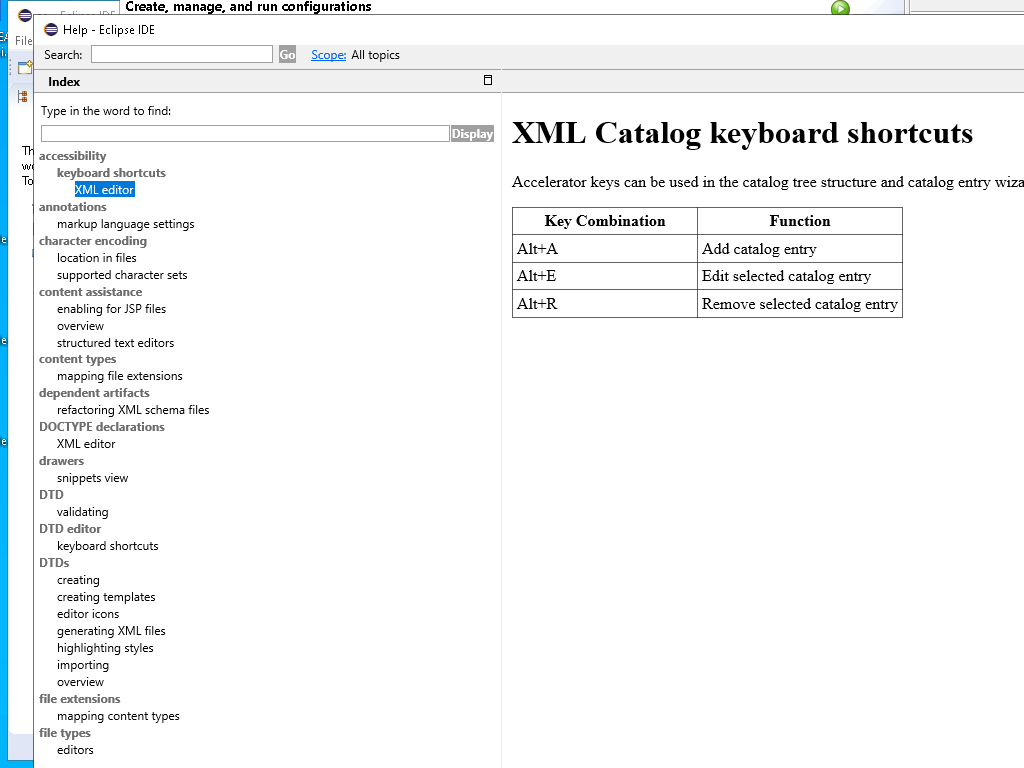 Create, manage, and run configurations
Help - Eclipse IDE
File
Search:
Go
Scope: All topics
Index
Type in the word to find:
Display
accessibility
keyboard shortcuts
XML editor
annotations
markup language settings
character encoding
location in files
supported character sets
content assistance
enabling for JSP files
overview
structured text editors
content types
mapping file extensions
dependent artifacts
refactoring XML schema files
DOCTYPE declarations
XML editor
drawers
snippets view
DTD
validating
DTD editor
keyboard shortcuts
DTDs
creating
creating templates
editor icons
generating XML files
highlighting styles
importing
overview
file extensions
mapping content types
file types
editors
XML Catalog keyboard shortcuts
Accelerator keys can be used in the catalog tree structure and catalog entry wiza
Key Combination Function
Alt+A Add catalog entry
Alt+E Edit selected catalog entry
Alt+R Remove selected catalog entry